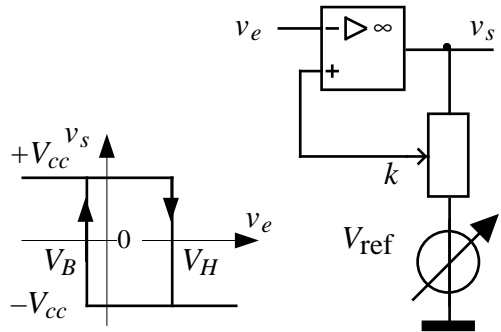 v_e − ▷ ∞ v_s
+
k
V_ref
v_s
+V_cc
0
v_e
V_B V_H
−V_cc